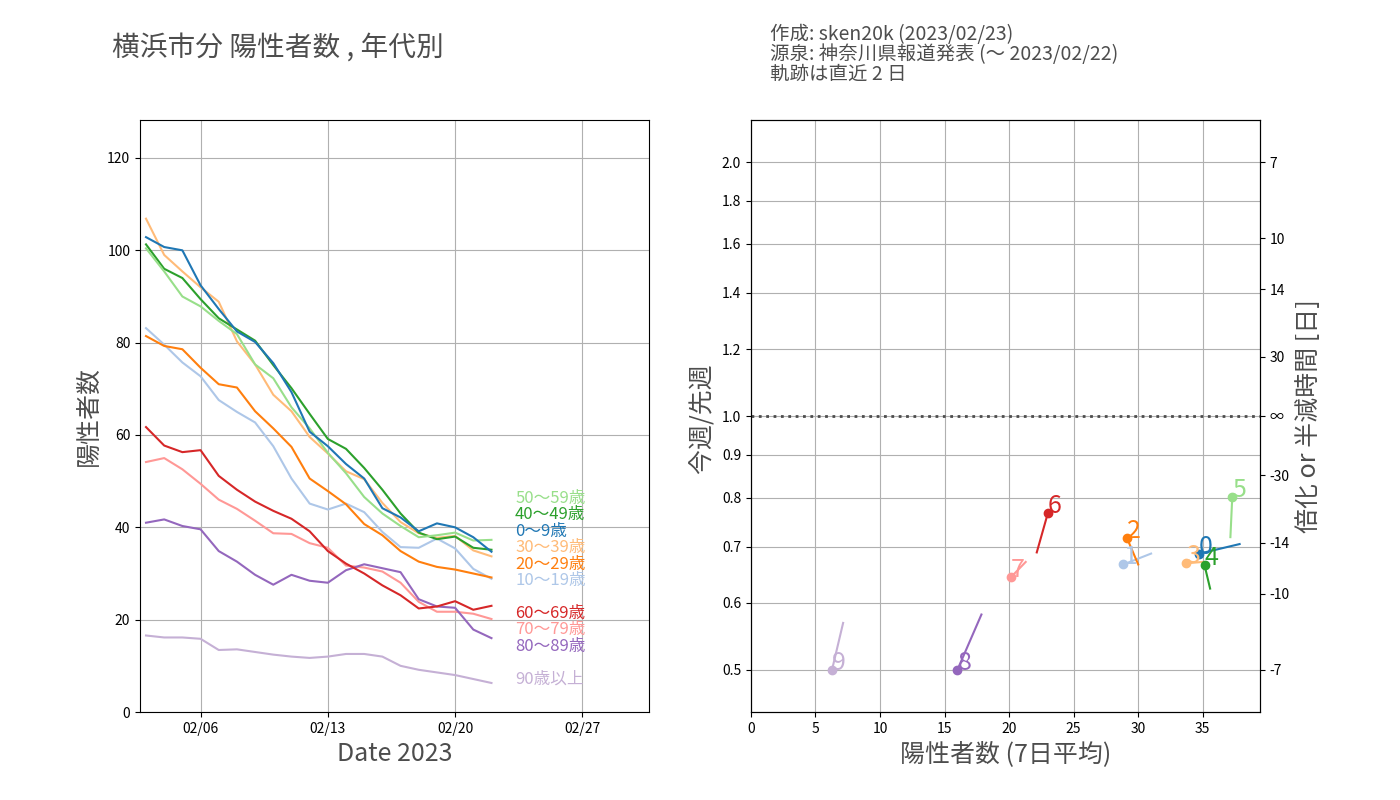 横浜市分 陽性者数 , 年代別
作成: sken20k (2023/02/23)
源泉: 神奈川県報道発表 (～ 2023/02/22)
軌跡は直近 2 日
陽性者数
120
100
80
60
40
20
0
02/06
02/13
02/20
02/27
Date 2023
50～59歳
40～49歳
0～9歳
30～39歳
20～29歳
10～19歳
60～69歳
70～79歳
80～89歳
90歳以上
今週/先週
2.0
1.8
1.6
1.4
1.2
1.0
0.9
0.8
0.7
0.6
0.5
0
5
10
15
20
25
30
35
陽性者数 (7日平均)
7
10
14
30
∞
-30
-14
-10
-7
倍化 or 半減時間 [日]
5
6
2
0
1
3
4
7
8
9